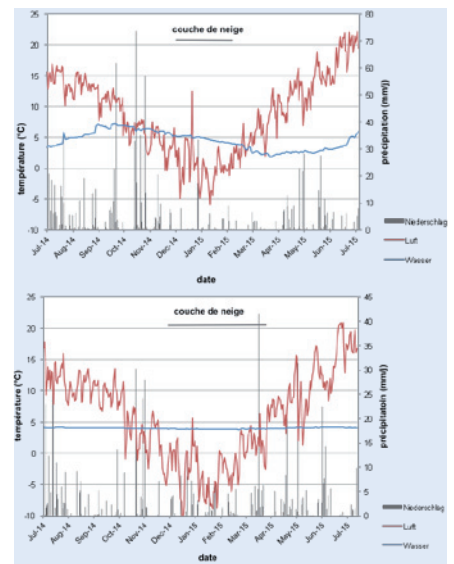 couche de neige
25
20
15
10
5
0
-5
-10
température (°C)
80
70
60
50
40
30
20
10
0
précipitation (mm/j)
Jul-14
Aug-14
Sep-14
Oct-14
Nov-14
Dec-14
Jan-15
Feb-15
Mar-15
Apr-15
May-15
Jun-15
Jul-15
date
Niederschlag
Luft
Wasser
couche de neige
25
20
15
10
5
0
-5
-10
température (°C)
45
40
35
30
25
20
15
10
5
0
précipitatoin (mm/j)
Jul-14
Aug-14
Sep-14
Oct-14
Nov-14
Dec-14
Jan-15
Feb-15
Mar-15
Apr-15
May-15
Jun-15
Jul-15
date
Niederschlag
Luft
Wasser